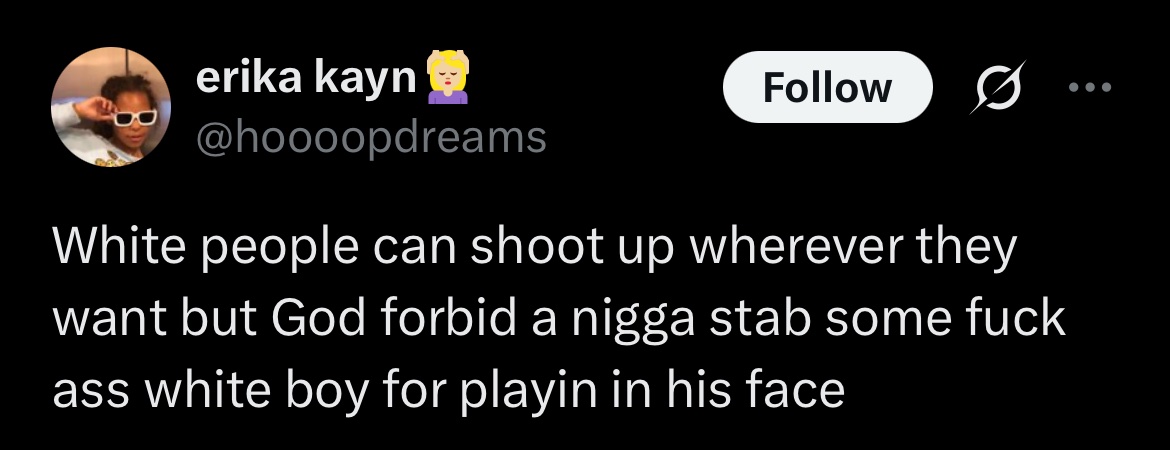 erika kayn💆🏼‍♀️
@hoooopdreams
Follow
White people can shoot up wherever they
want but God forbid a nigga stab some fuck
ass white boy for playin in his face